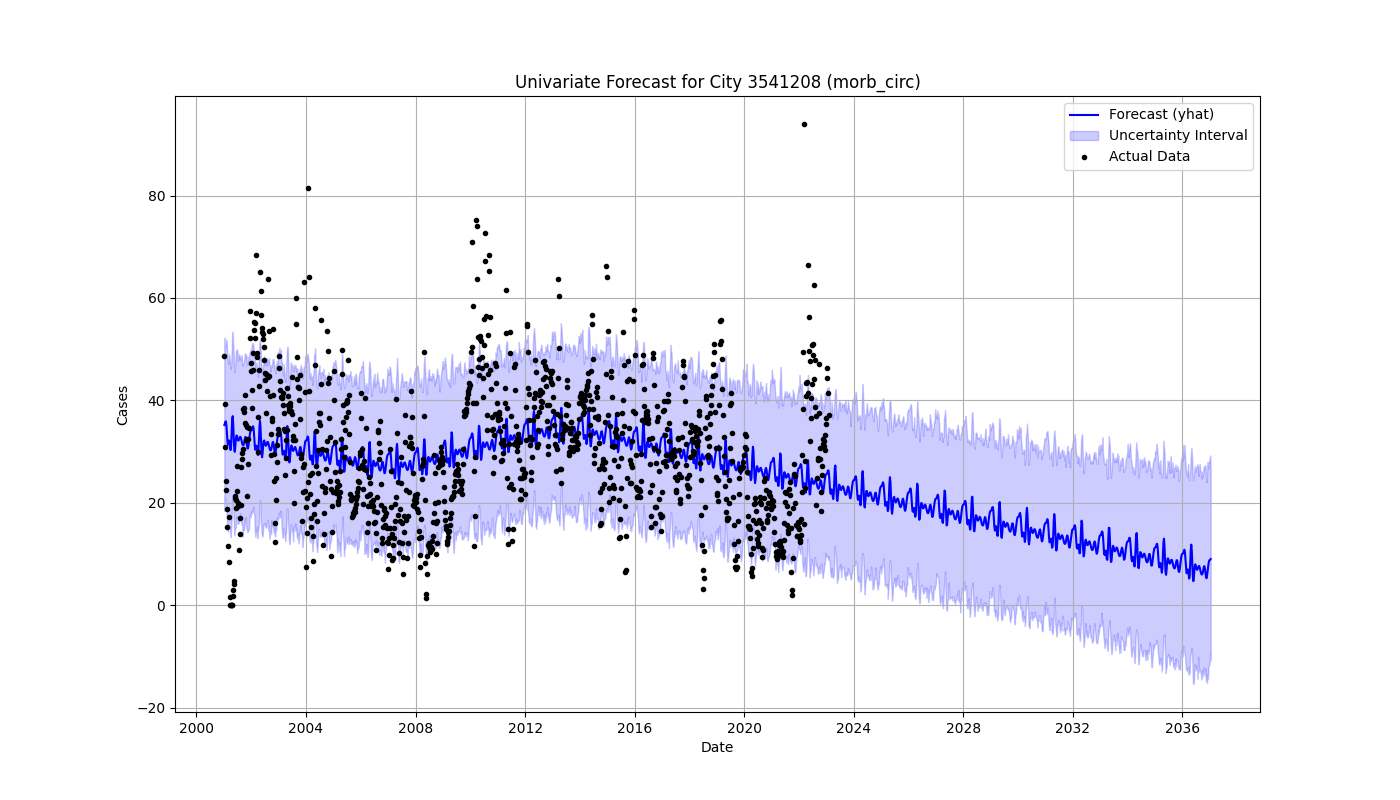 Univariate Forecast for City 3541208 (morb_circ)
Forecast (yhat)
Uncertainty Interval
Actual Data
Cases
80
60
40
20
0
−20
2000 2004 2008 2012 2016 2020 2024 2028 2032 2036
Date